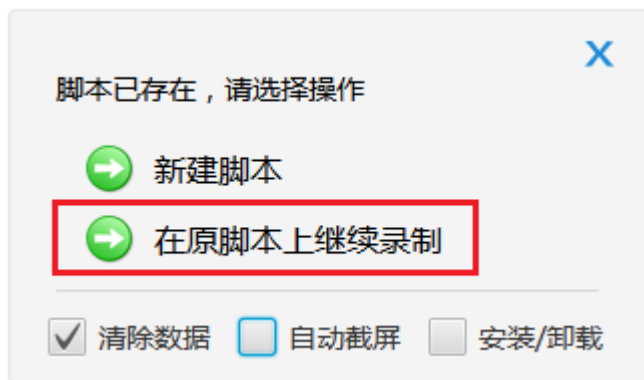 脚本已存在，请选择操作
新建脚本
在原脚本上继续录制
清除数据 自动截屏 安装/卸载